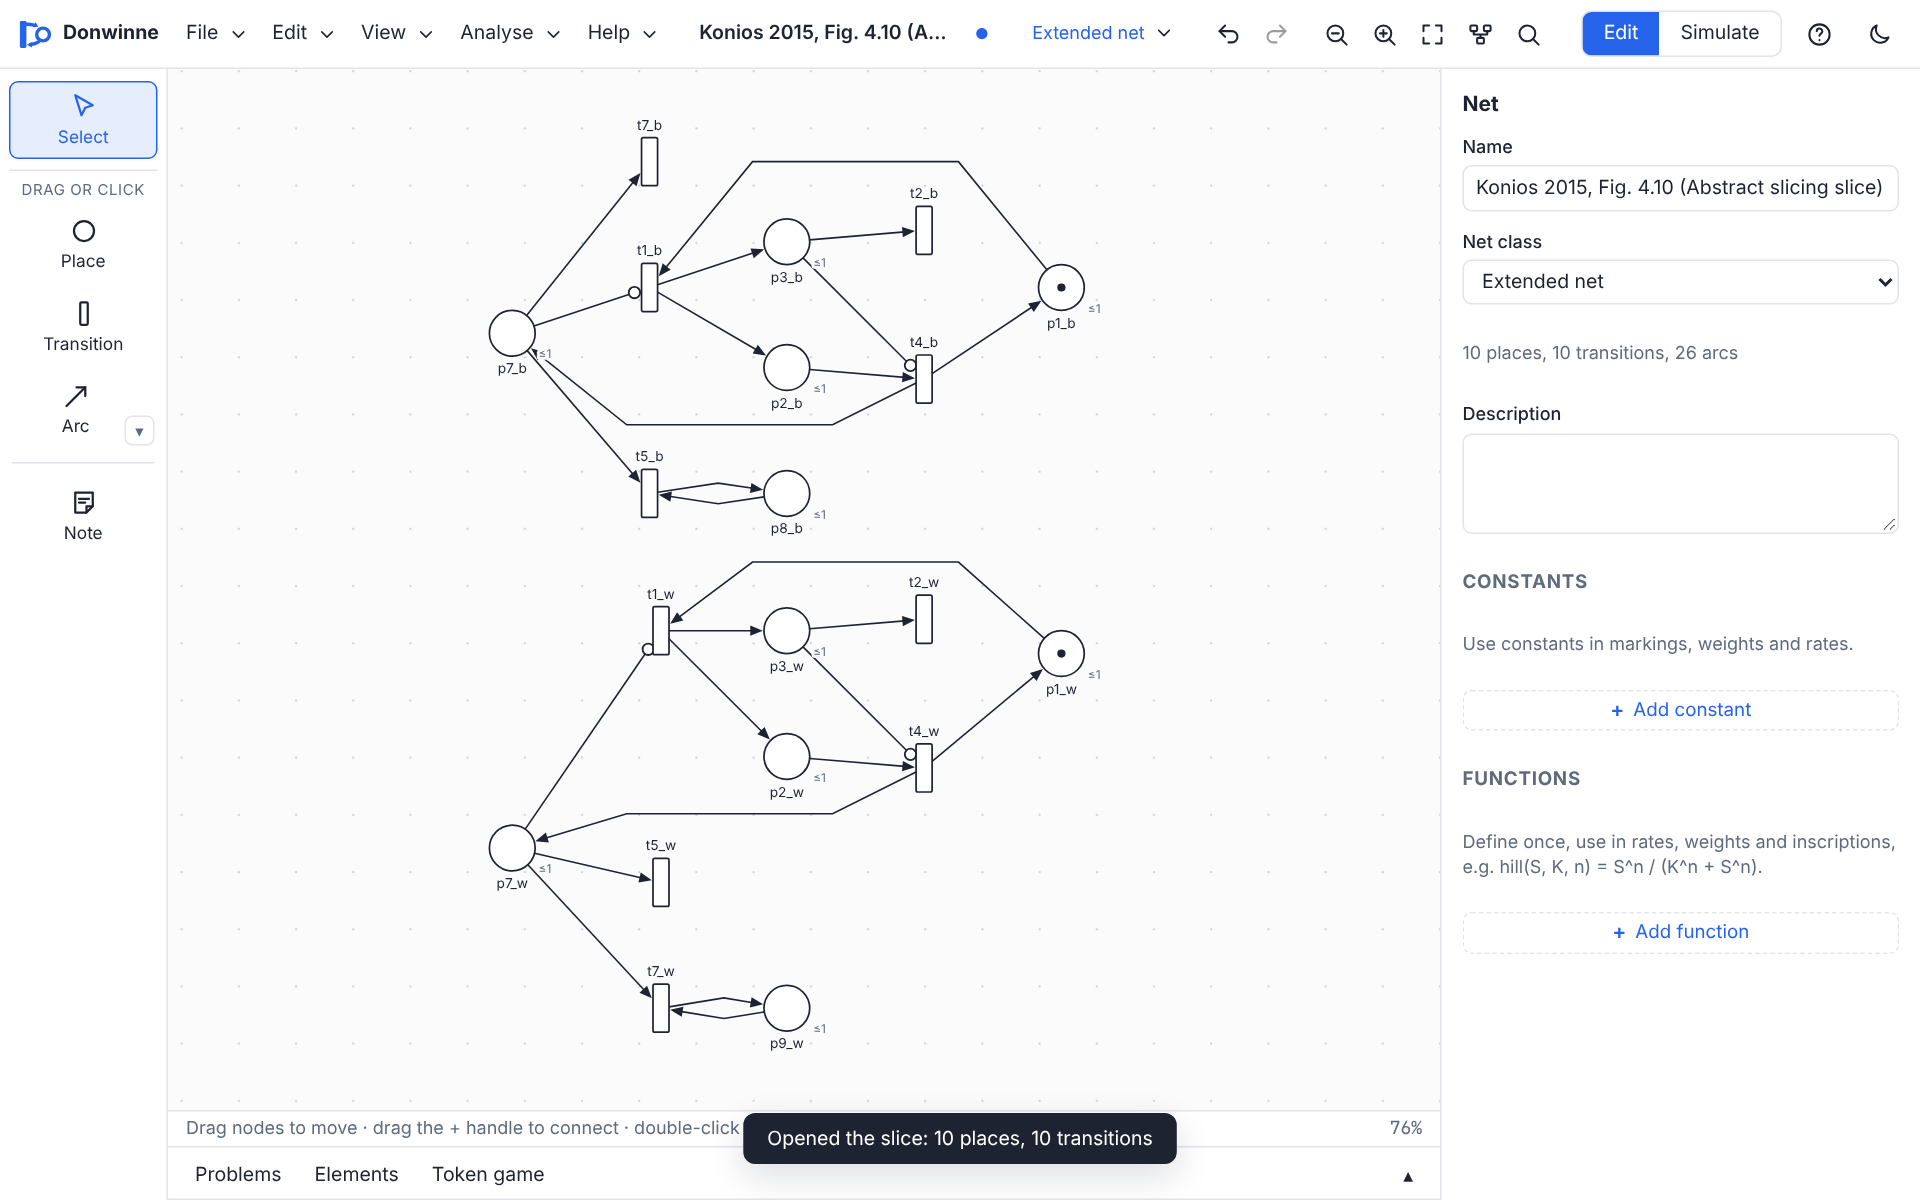 Donwinne
File
Edit
View
Analyse
Help
Konios 2015, Fig. 4.10 (A...
Extended net
Edit
Simulate
Select
DRAG OR CLICK
Place
Transition
Arc
▾
Note
t7_b
t2_b
t1_b
≤1
p3_b
≤1
p1_b
t4_b
≤1
p7_b
≤1
p2_b
t5_b
≤1
p8_b
t2_w
t1_w
≤1
p3_w
≤1
p1_w
t4_w
≤1
p2_w
t5_w
≤1
p7_w
t7_w
≤1
p9_w
Drag nodes to move · drag the + handle to connect · double-click
76%
Opened the slice: 10 places, 10 transitions
Problems
Elements
Token game
▲
Net
Name
Konios 2015, Fig. 4.10 (Abstract slicing slice)
Net class
Extended net
10 places, 10 transitions, 26 arcs
Description
CONSTANTS
Use constants in markings, weights and rates.
+ Add constant
FUNCTIONS
Define once, use in rates, weights and inscriptions,
e.g. hill(S, K, n) = S^n / (K^n + S^n).
+ Add function